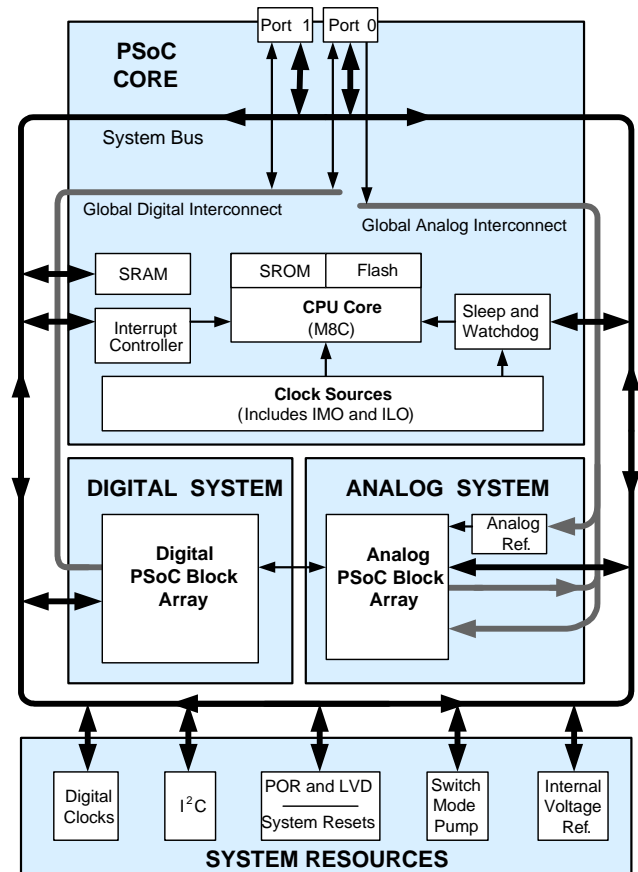 Port 1
Port 0
PSoC
CORE
System Bus
Global Digital Interconnect
Global Analog Interconnect
SRAM
SROM
Flash
CPU Core
(M8C)
Interrupt
Controller
Sleep and
Watchdog
Clock Sources
(Includes IMO and ILO)
DIGITAL SYSTEM
ANALOG SYSTEM
Digital
PSoC Block
Array
Analog
PSoC Block
Array
Analog
Ref.
Digital
Clocks
I²C
POR and LVD
System Resets
Switch
Mode
Pump
Internal
Voltage
Ref.
SYSTEM RESOURCES